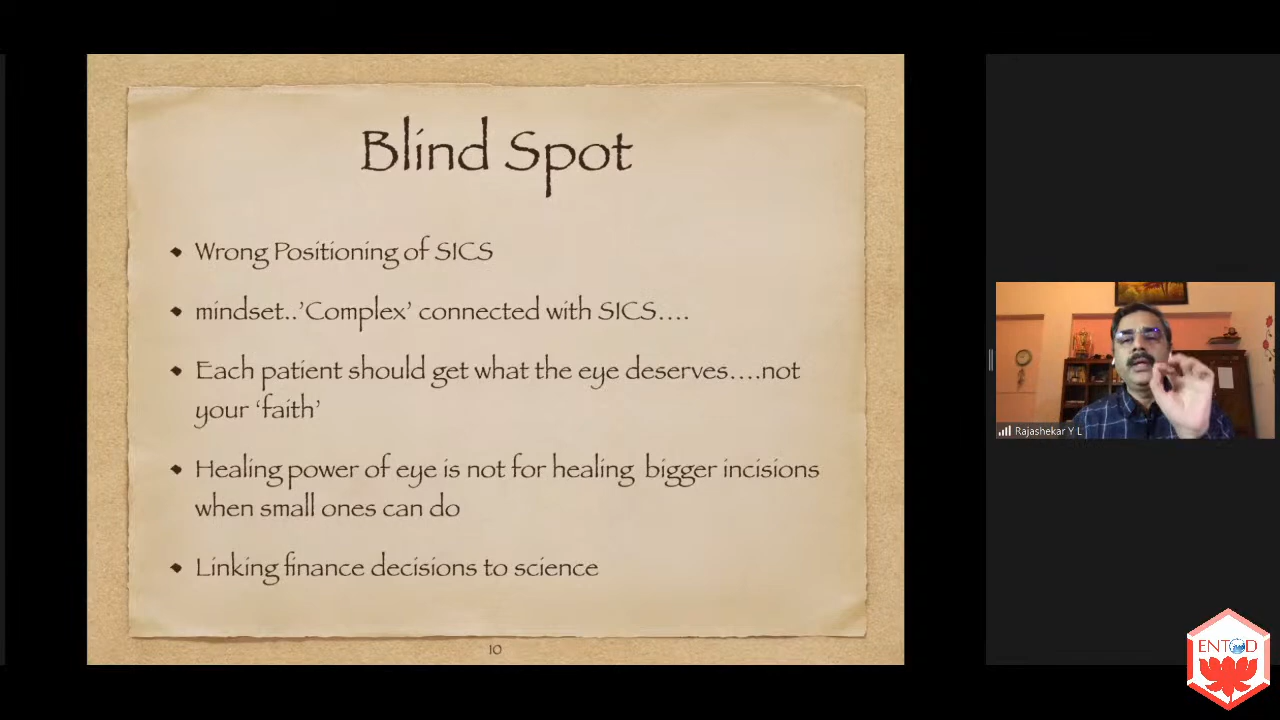 Blind Spot
Wrong Positioning of SICS
mindset..’Complex’ connected with SICS….
Each patient should get what the eye deserves….not
your ‘faith’
Healing power of eye is not for healing  bigger incisions
when small ones can do
Linking finance decisions to science
10
Rajashekar Y L
ENTOD